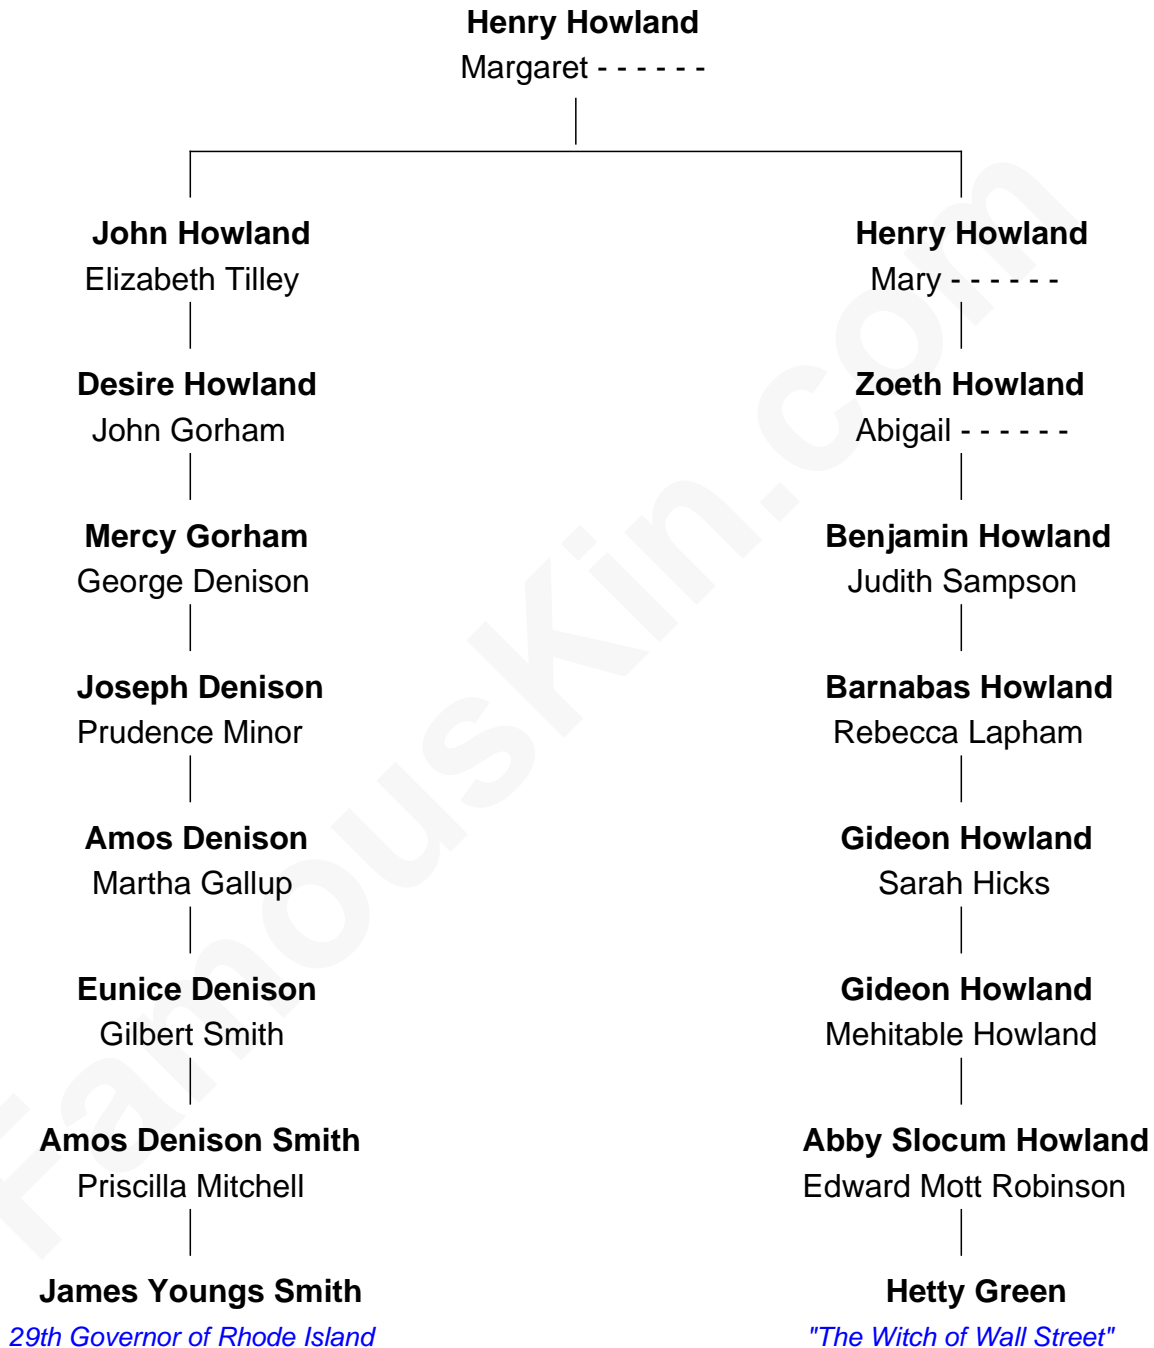 Henry Howland
Margaret - - - - - -
John Howland
Elizabeth Tilley
Henry Howland
Mary - - - - - -
Desire Howland
John Gorham
Zoeth Howland
Abigail - - - - - -
Mercy Gorham
George Denison
Benjamin Howland
Judith Sampson
Joseph Denison
Prudence Minor
Barnabas Howland
Rebecca Lapham
Amos Denison
Martha Gallup
Gideon Howland
Sarah Hicks
Eunice Denison
Gilbert Smith
Gideon Howland
Mehitable Howland
Amos Denison Smith
Priscilla Mitchell
Abby Slocum Howland
Edward Mott Robinson
James Youngs Smith
29th Governor of Rhode Island
Hetty Green
"The Witch of Wall Street"
FamousKin.com